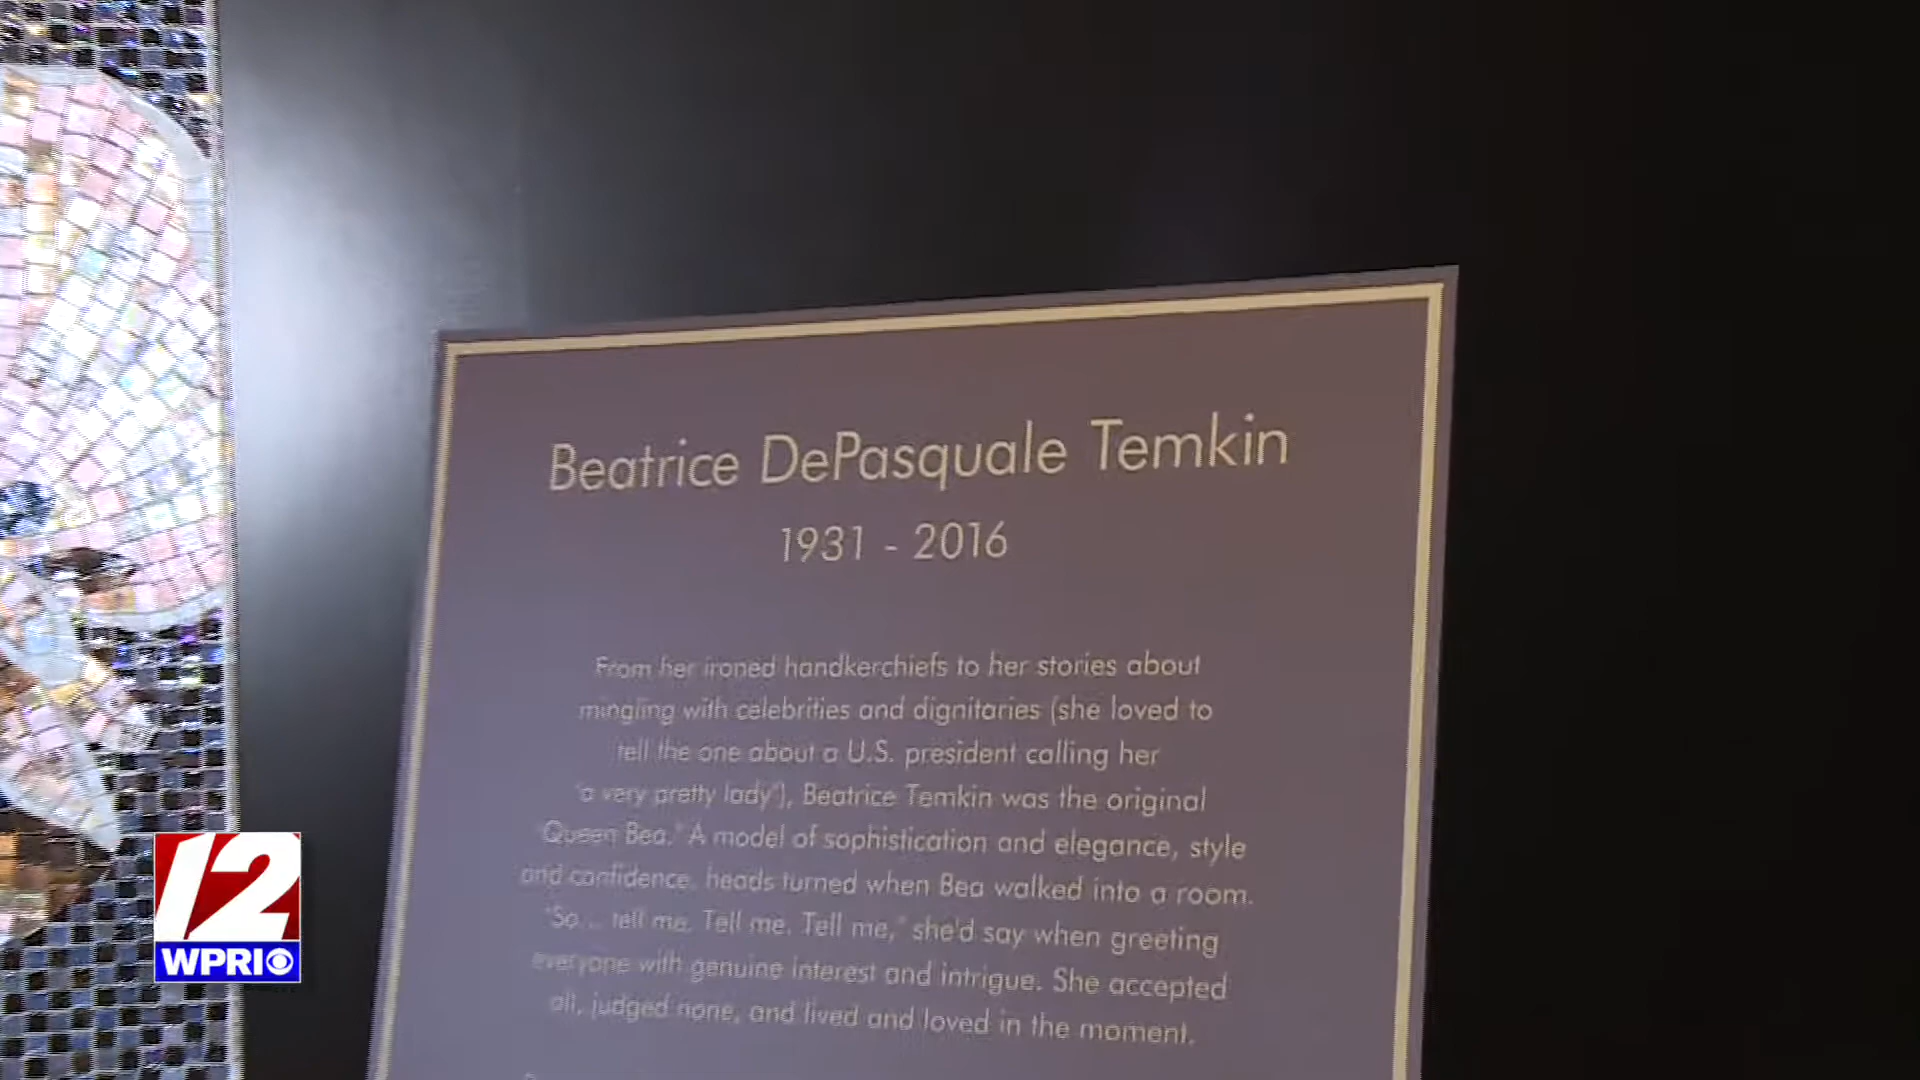 Beatrice DePasquale Temkin
1931 - 2016
From her ironed handkerchiefs to her stories about
mingling with celebrities and dignitaries (she loved to
tell the one about a U.S. president calling her
"a very pretty lady"), Beatrice Temkin was the original
"Queen Bea." A model of sophistication and elegance, style
and confidence, heads turned when Bea walked into a room.
"So... tell me. Tell me. Tell me," she'd say when greeting
everyone with genuine interest and intrigue. She accepted
all, judged none, and lived and loved in the moment.
12
WPRI